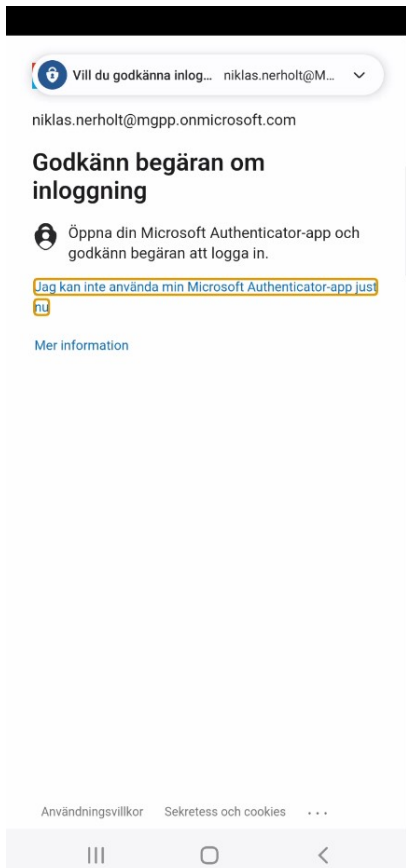 Vill du godkänna inlog... niklas.nerholt@M...
niklas.nerholt@mgpp.onmicrosoft.com
Godkänn begäran om
inloggning
Öppna din Microsoft Authenticator-app och
godkänn begäran att logga in.
Jag kan inte använda min Microsoft Authenticator-app just
nu
Mer information
Användningsvillkor Sekretess och cookies ...